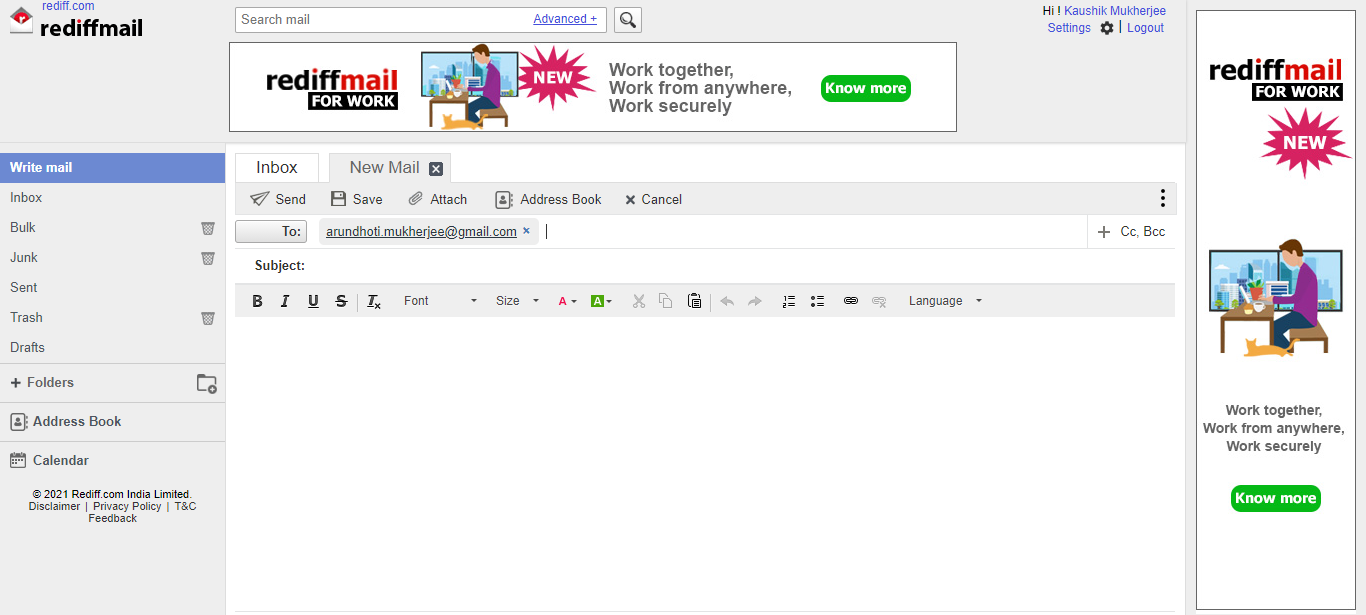 rediff.com
rediffmail
Search mail
Advanced +
Hi ! Kaushik Mukherjee
Settings | Logout
rediffmail
FOR WORK
NEW
Work together,
Work from anywhere,
Work securely
Know more
Write mail
Inbox
Bulk
Junk
Sent
Trash
Drafts
+ Folders
Address Book
Calendar
© 2021 Rediff.com India Limited.
Disclaimer | Privacy Policy | T&C
Feedback
Inbox
New Mail
Send Save Attach Address Book Cancel
To: arundhoti.mukherjee@gmail.com × + Cc, Bcc
Subject:
B I U S Tx Font Size A A Language
rediffmail
FOR WORK
NEW
Work together,
Work from anywhere,
Work securely
Know more